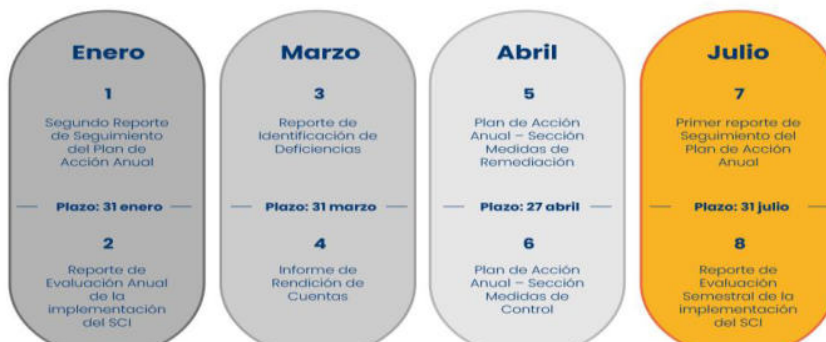 Enero
1
Segundo Reporte
de Seguimiento
del Plan de
Acción Anual
Plazo: 31 enero
2
Reporte de
Evaluación Anual
de la
implementación
del SCI
Marzo
3
Reporte de
Identificación de
Deficiencias
Plazo: 31 marzo
4
Informe de
Rendición de
Cuentas
Abril
5
Plan de Acción
Anual – Sección
Medidas de
Remediación
Plazo: 27 abril
6
Plan de Acción
Anual – Sección
Medidas de
Control
Julio
7
Primer reporte de
Seguimiento del
Plan de Acción
Anual
Plazo: 31 julio
8
Reporte de
Evaluación
Semestral de la
implementación
del SCI